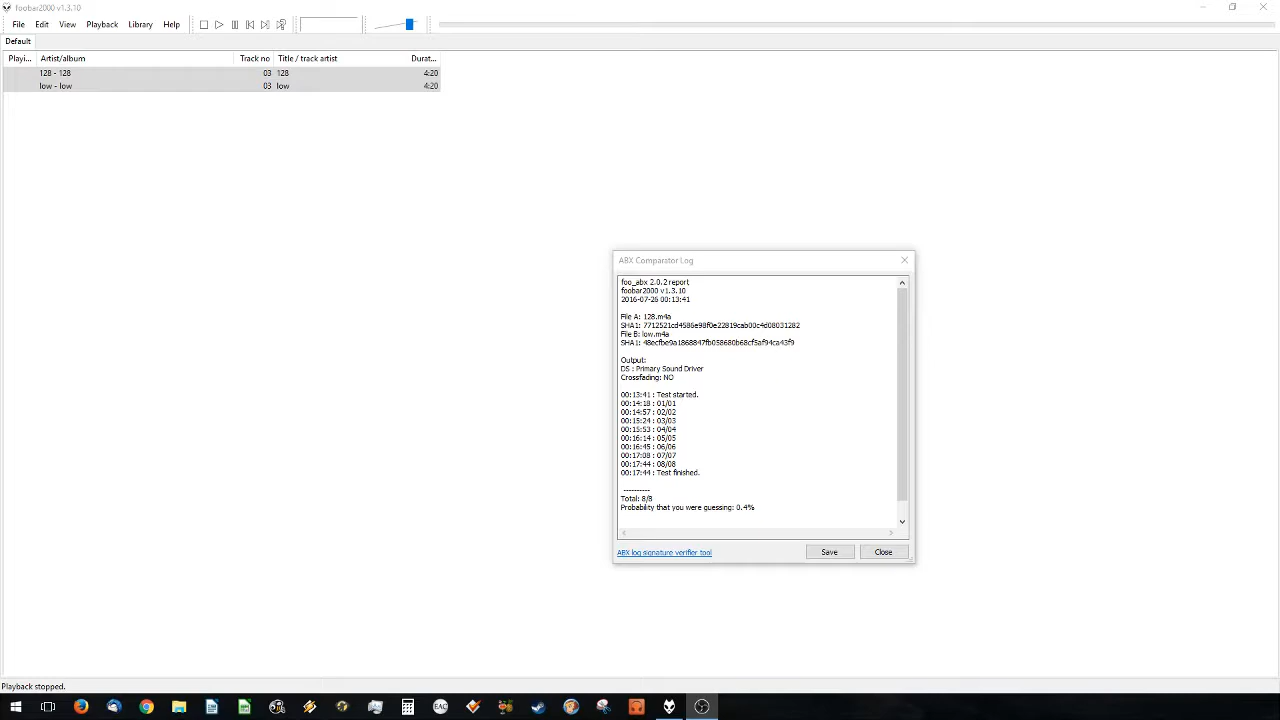 foobar2000 v1.3.10
File Edit View Playback Library Help
Default
Playi... Artist/album Track no Title / track artist Durat...
128 - 128 03 128 4:20
low - low 03 low 4:20
ABX Comparator Log
foo_abx 2.0.2 report
foobar2000 v1.3.10
2016-07-26 00:13:41
File A: 128.m4a
SHA1: 7712521cd4586e98f0e22819cab00c4d08031282
File B: low.m4a
SHA1: 48ecfbe9a1868847fb058680b68cf5af94ca43f9
Output:
DS : Primary Sound Driver
Crossfading: NO
00:13:41 : Test started.
00:14:18 : 01/01
00:14:57 : 02/02
00:15:24 : 03/03
00:15:53 : 04/04
00:16:14 : 05/05
00:16:45 : 06/06
00:17:08 : 07/07
00:17:44 : 08/08
00:17:44 : Test finished.
----------
Total: 8/8
Probability that you were guessing: 0.4%
ABX log signature verifier tool Save Close
Playback stopped.
EAC